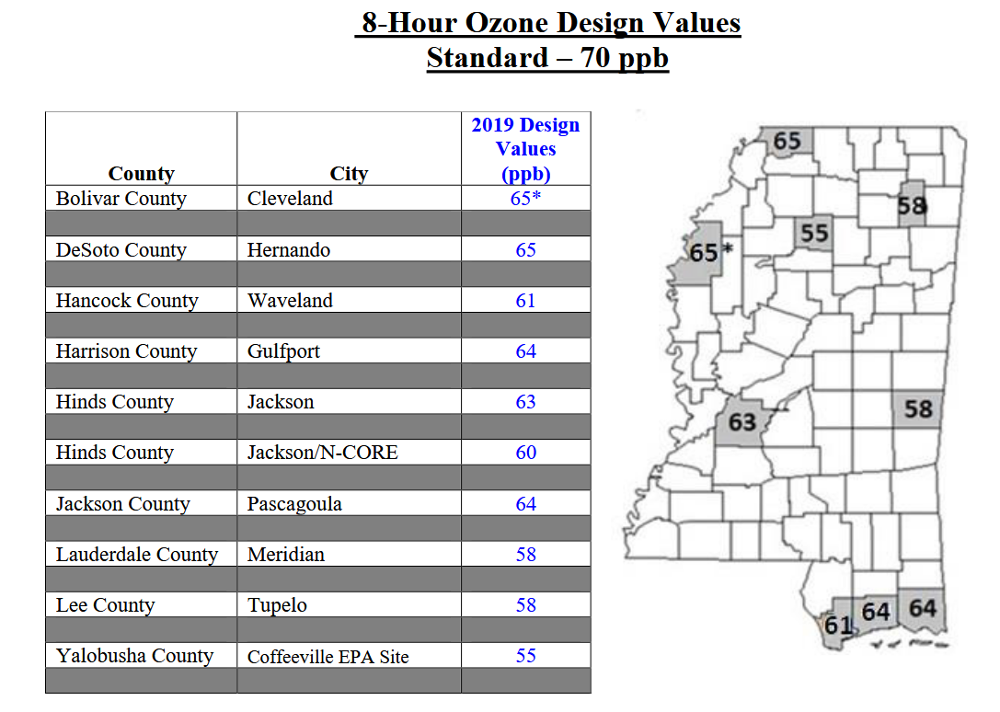 8-Hour Ozone Design Values
Standard – 70 ppb
County City 2019 Design Values (ppb)
Bolivar County Cleveland 65*
DeSoto County Hernando 65
Hancock County Waveland 61
Harrison County Gulfport 64
Hinds County Jackson 63
Hinds County Jackson/N-CORE 60
Jackson County Pascagoula 64
Lauderdale County Meridian 58
Lee County Tupelo 58
Yalobusha County Coffeeville EPA Site 55
65
58
55
65*
58
63
64
64
61